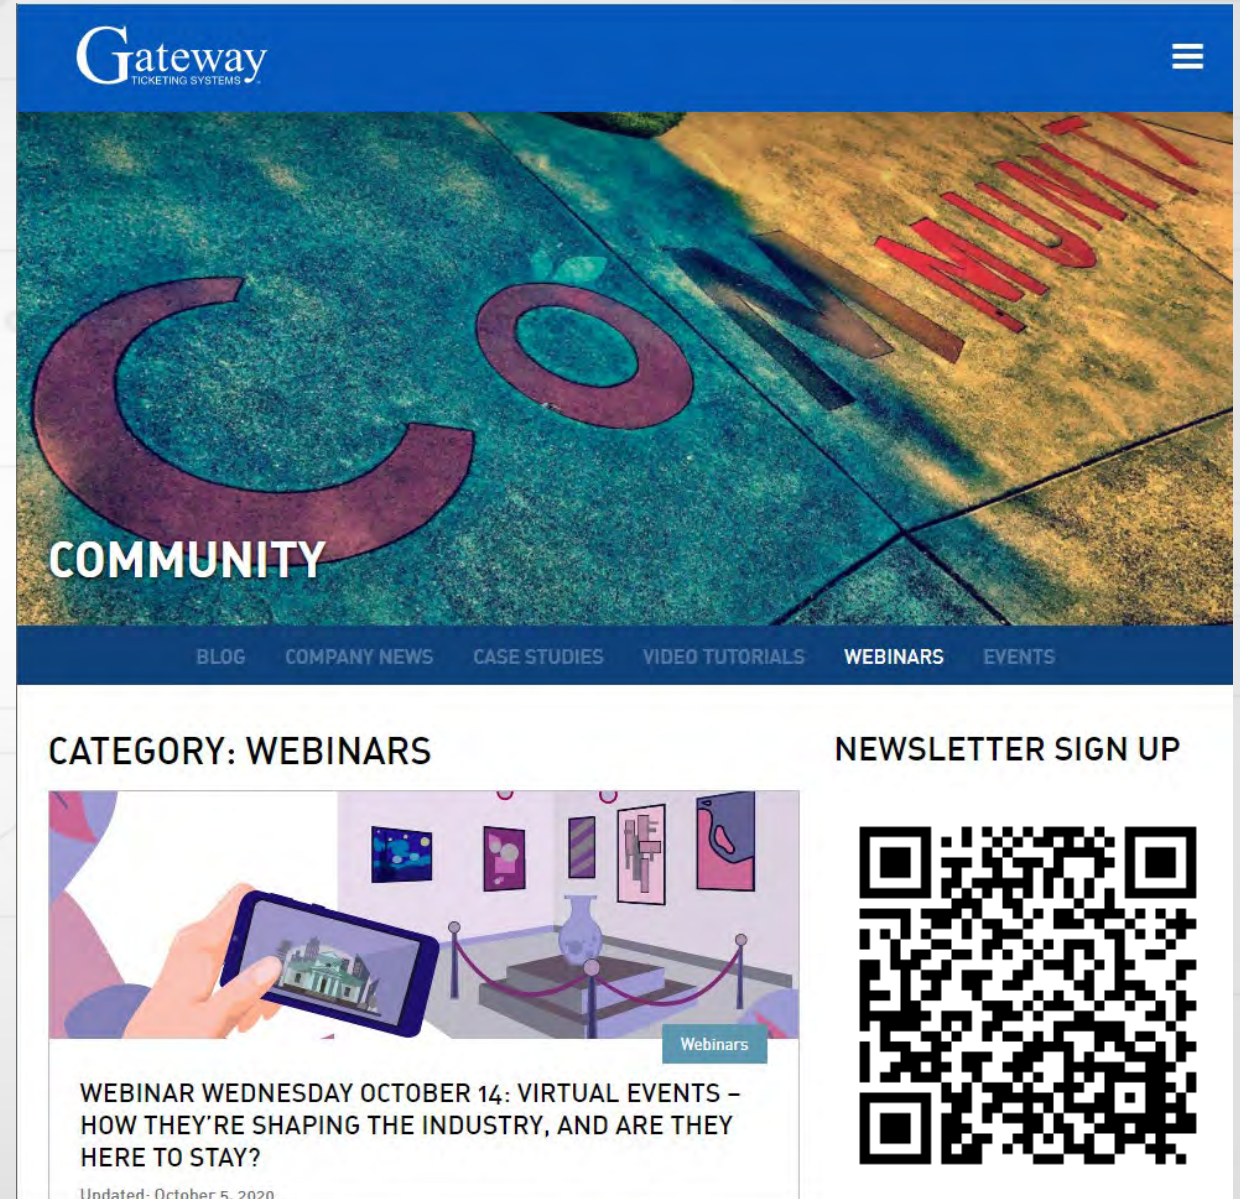 Gateway
TICKETING SYSTEMS
COMMUNITY
COMMUNITY
BLOG COMPANY NEWS CASE STUDIES VIDEO TUTORIALS WEBINARS EVENTS
CATEGORY: WEBINARS
NEWSLETTER SIGN UP
Webinars
WEBINAR WEDNESDAY OCTOBER 14: VIRTUAL EVENTS –
HOW THEY'RE SHAPING THE INDUSTRY, AND ARE THEY
HERE TO STAY?
Updated: October 5, 2020